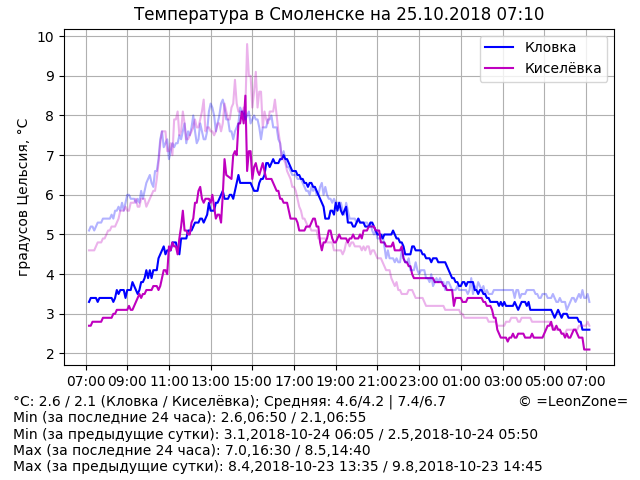 Температура в Смоленске на 25.10.2018 07:10
10
9
8
7
6
5
4
3
2
градусов Цельсия, °C
Кловка
Киселёвка
07:00 09:00 11:00 13:00 15:00 17:00 19:00 21:00 23:00 01:00 03:00 05:00 07:00
°C: 2.6 / 2.1 (Кловка / Киселёвка); Средняя: 4.6/4.2 | 7.4/6.7 © =LeonZone=
Min (за последние 24 часа): 2.6,06:50 / 2.1,06:55
Min (за предыдущие сутки): 3.1,2018-10-24 06:05 / 2.5,2018-10-24 05:50
Max (за последние 24 часа): 7.0,16:30 / 8.5,14:40
Max (за предыдущие сутки): 8.4,2018-10-23 13:35 / 9.8,2018-10-23 14:45